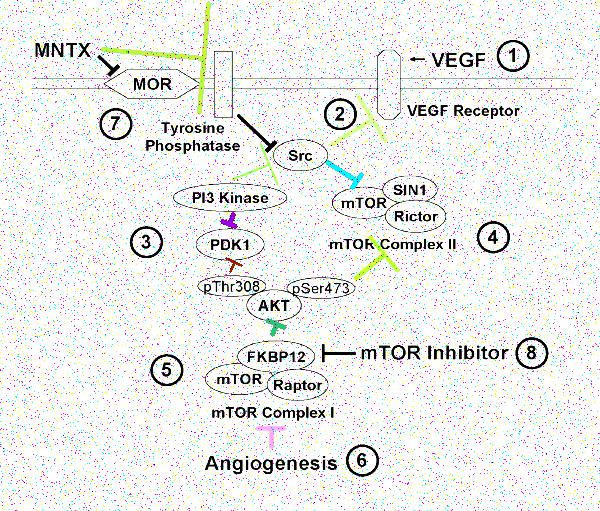 MNTX
VEGF 1
MOR
VEGF Receptor
2
7
Tyrosine
Phosphatase
Src
PI3 Kinase
SIN1
mTOR
Rictor
3
PDK1
mTOR Complex II
4
pThr308
pSer473
AKT
FKBP12
mTOR Inhibitor 8
5
mTOR
Raptor
mTOR Complex I
Angiogenesis 6